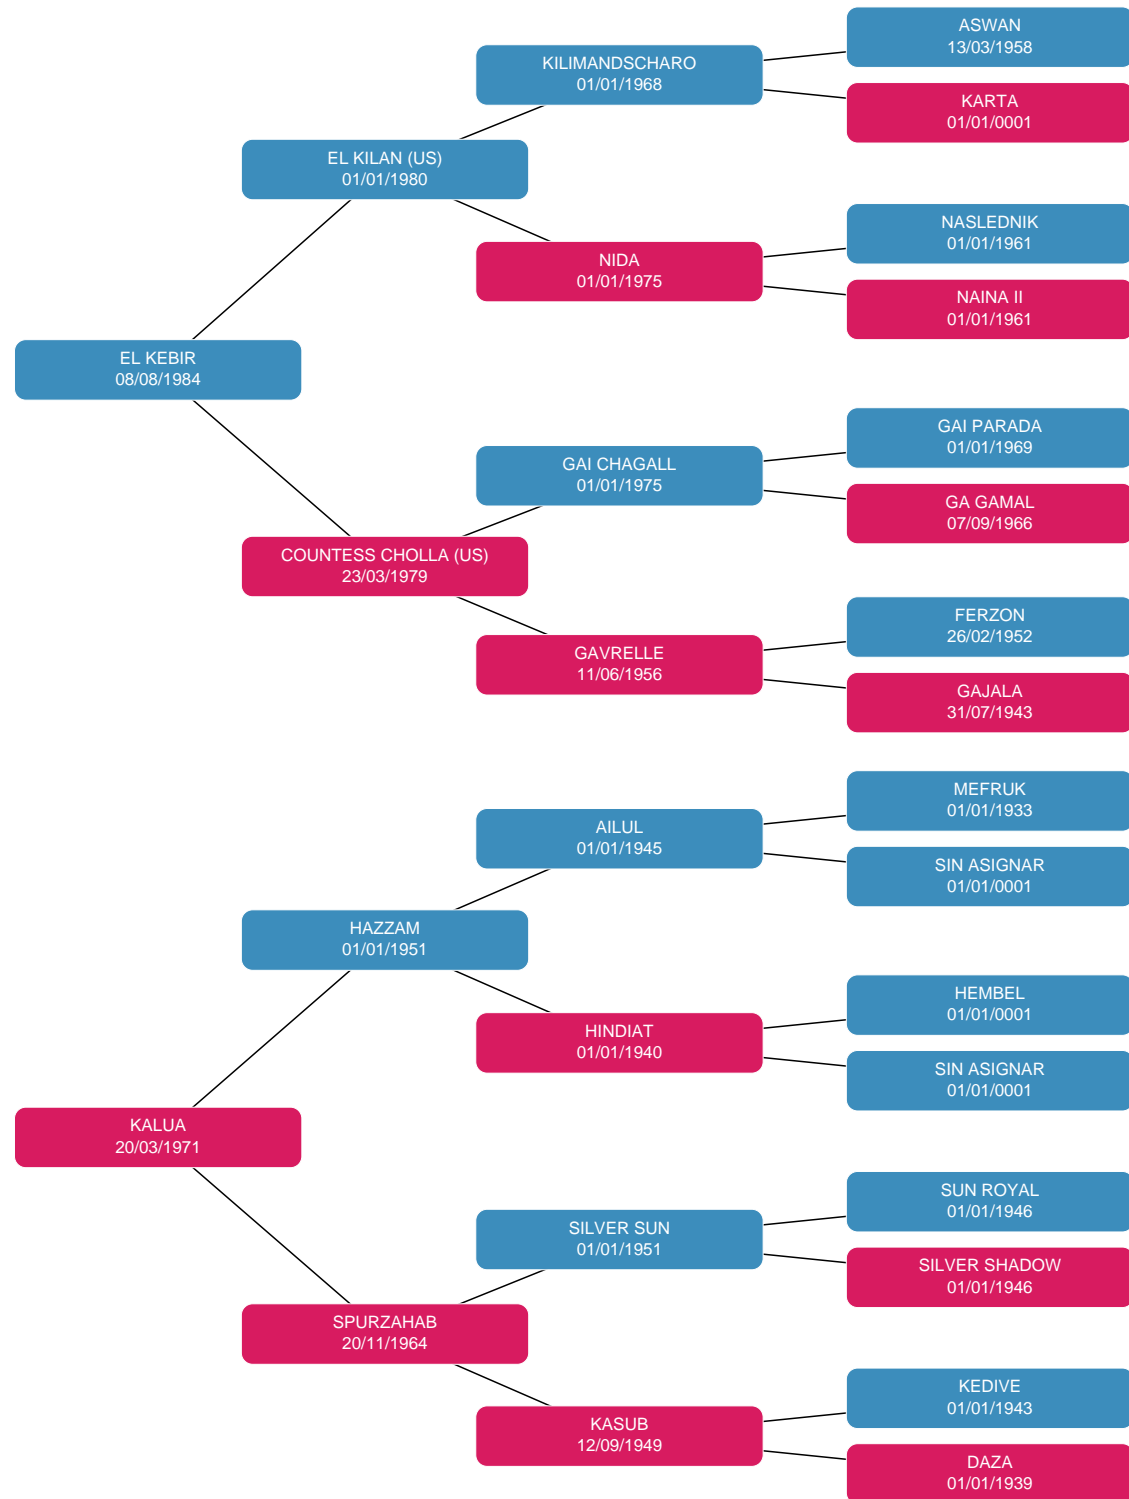 ASWAN
13/03/1958
KILIMANDSCHARO
01/01/1968
KARTA
01/01/0001
EL KILAN (US)
01/01/1980
NASLEDNIK
01/01/1961
NIDA
01/01/1975
NAINA II
01/01/1961
EL KEBIR
08/08/1984
GAI PARADA
01/01/1969
GAI CHAGALL
01/01/1975
GA GAMAL
07/09/1966
COUNTESS CHOLLA (US)
23/03/1979
FERZON
26/02/1952
GAVRELLE
11/06/1956
GAJALA
31/07/1943
MEFRUK
01/01/1933
AILUL
01/01/1945
SIN ASIGNAR
01/01/0001
HAZZAM
01/01/1951
HEMBEL
01/01/0001
HINDIAT
01/01/1940
SIN ASIGNAR
01/01/0001
KALUA
20/03/1971
SUN ROYAL
01/01/1946
SILVER SUN
01/01/1951
SILVER SHADOW
01/01/1946
SPURZAHAB
20/11/1964
KEDIVE
01/01/1943
KASUB
12/09/1949
DAZA
01/01/1939